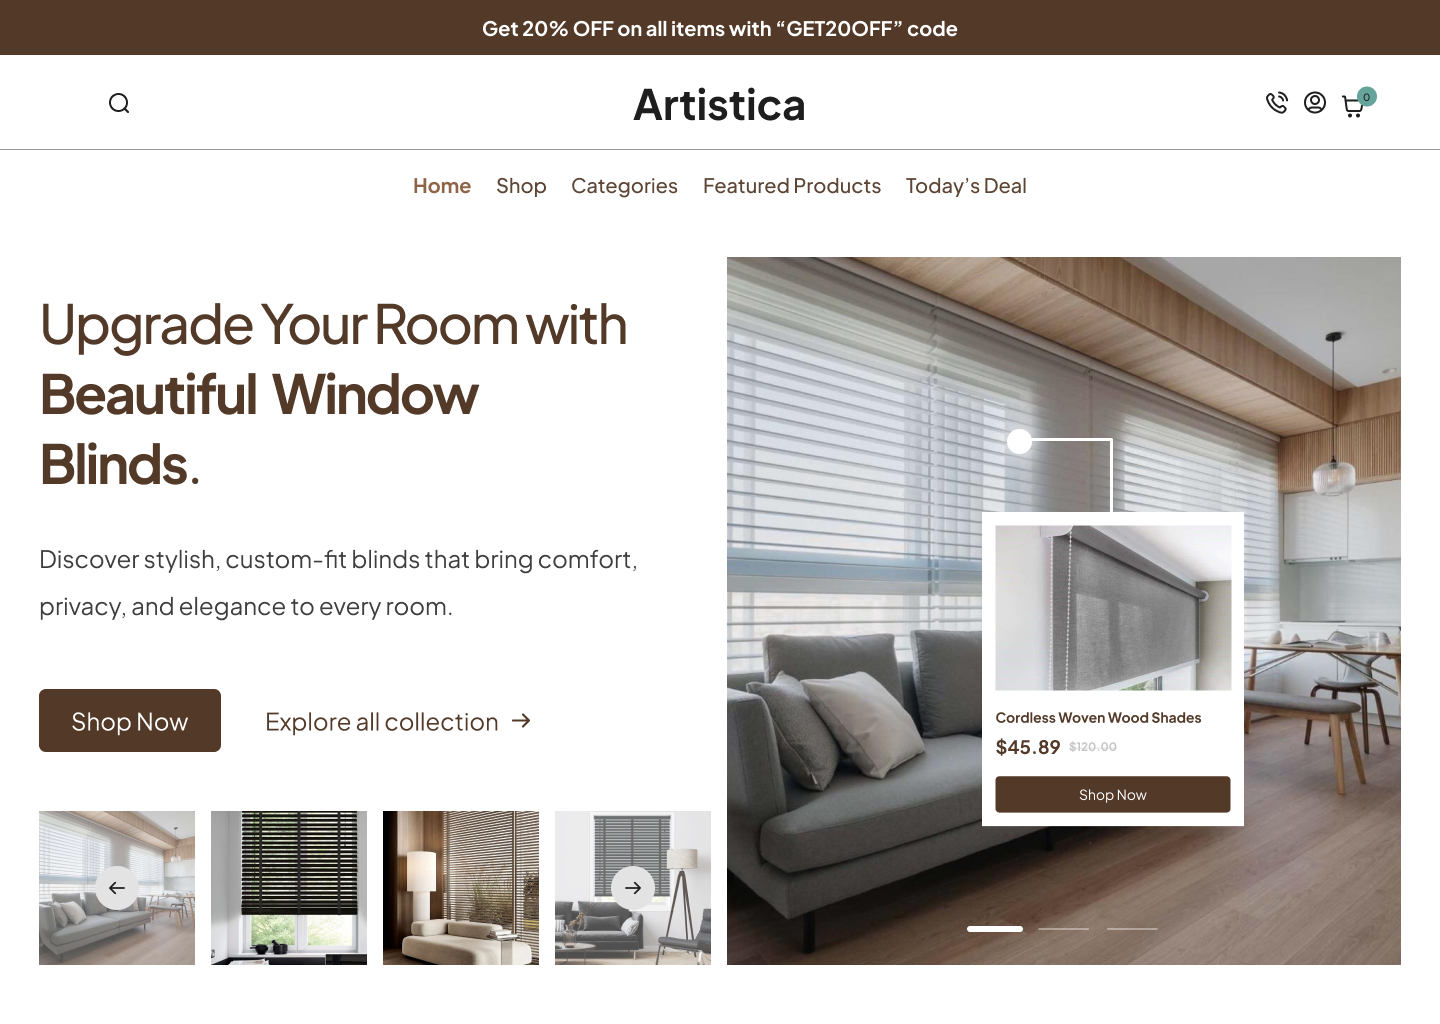 Get 20% OFF on all items with “GET20OFF” code
Artistica
0
Home Shop Categories Featured Products Today’s Deal
Upgrade Your Room with
Beautiful Window
Blinds.
Discover stylish, custom-fit blinds that bring comfort,
privacy, and elegance to every room.
Shop Now
Explore all collection
Cordless Woven Wood Shades
$45.89 $120.00
Shop Now